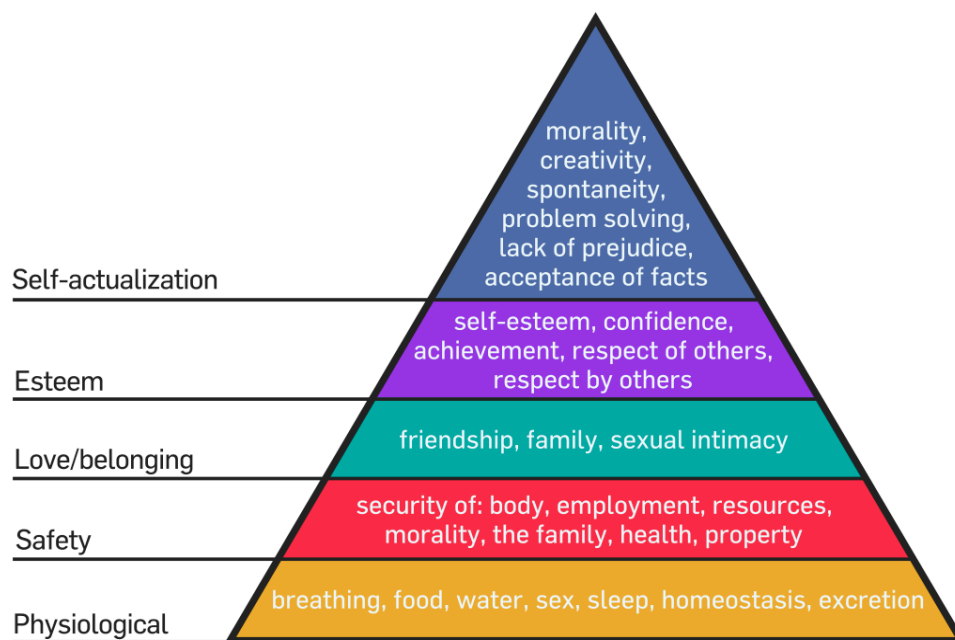 morality,
creativity,
spontaneity,
problem solving,
lack of prejudice,
acceptance of facts
Self-actualization
self-esteem, confidence,
achievement, respect of others,
respect by others
Esteem
friendship, family, sexual intimacy
Love/belonging
security of: body, employment, resources,
morality, the family, health, property
Safety
breathing, food, water, sex, sleep, homeostasis, excretion
Physiological